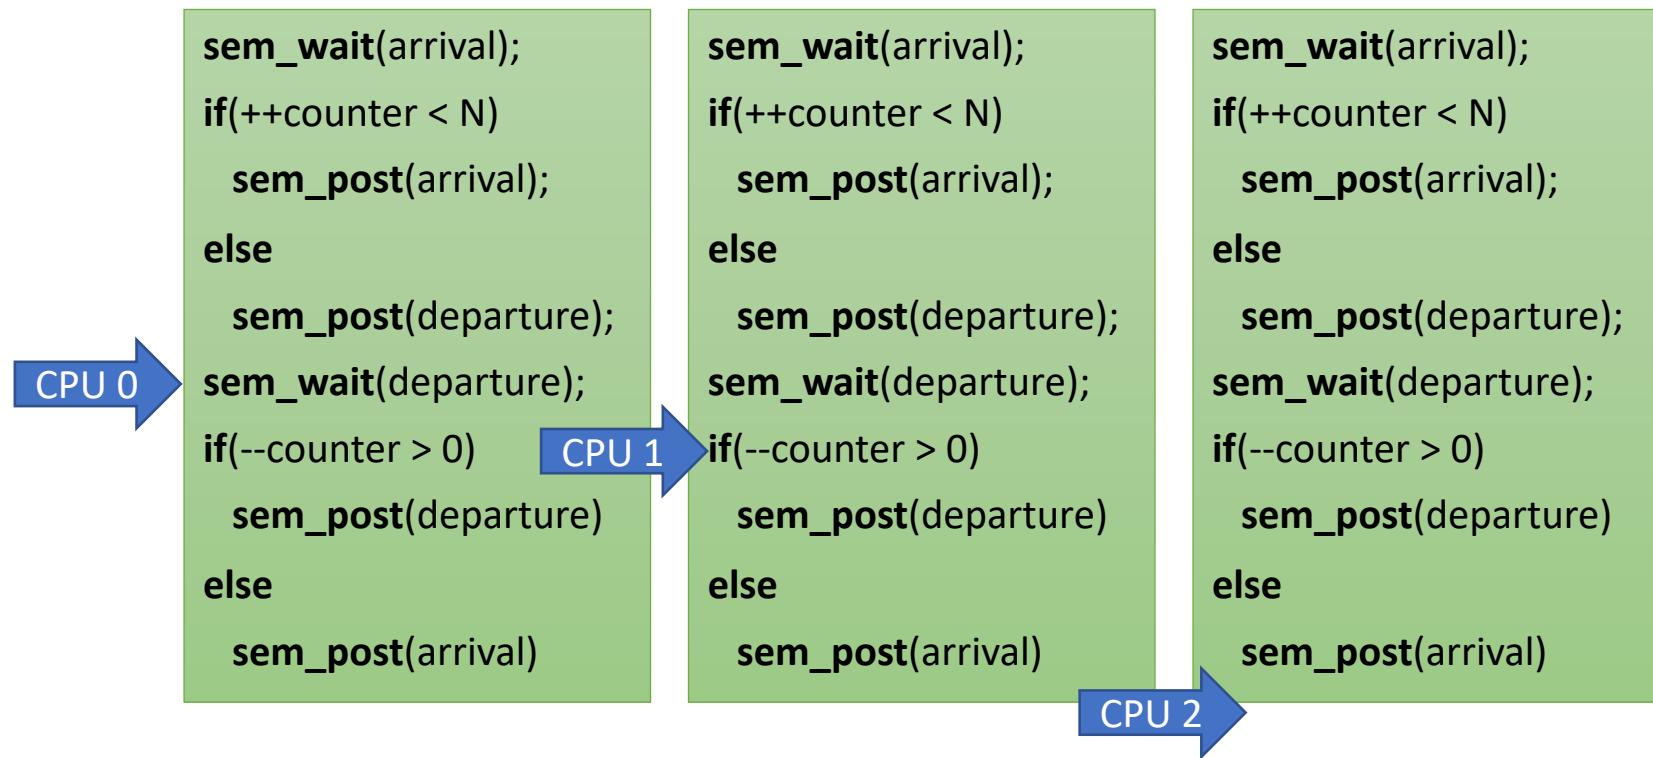 sem_wait(arrival);
if(++counter < N)
sem_post(arrival);
else
sem_post(departure);
CPU 0
sem_wait(departure);
if(--counter > 0)
sem_post(departure)
else
sem_post(arrival)
sem_wait(arrival);
if(++counter < N)
sem_post(arrival);
else
sem_post(departure);
sem_wait(departure);
CPU 1
if(--counter > 0)
sem_post(departure)
else
sem_post(arrival)
sem_wait(arrival);
if(++counter < N)
sem_post(arrival);
else
sem_post(departure);
sem_wait(departure);
if(--counter > 0)
sem_post(departure)
else
sem_post(arrival)
CPU 2